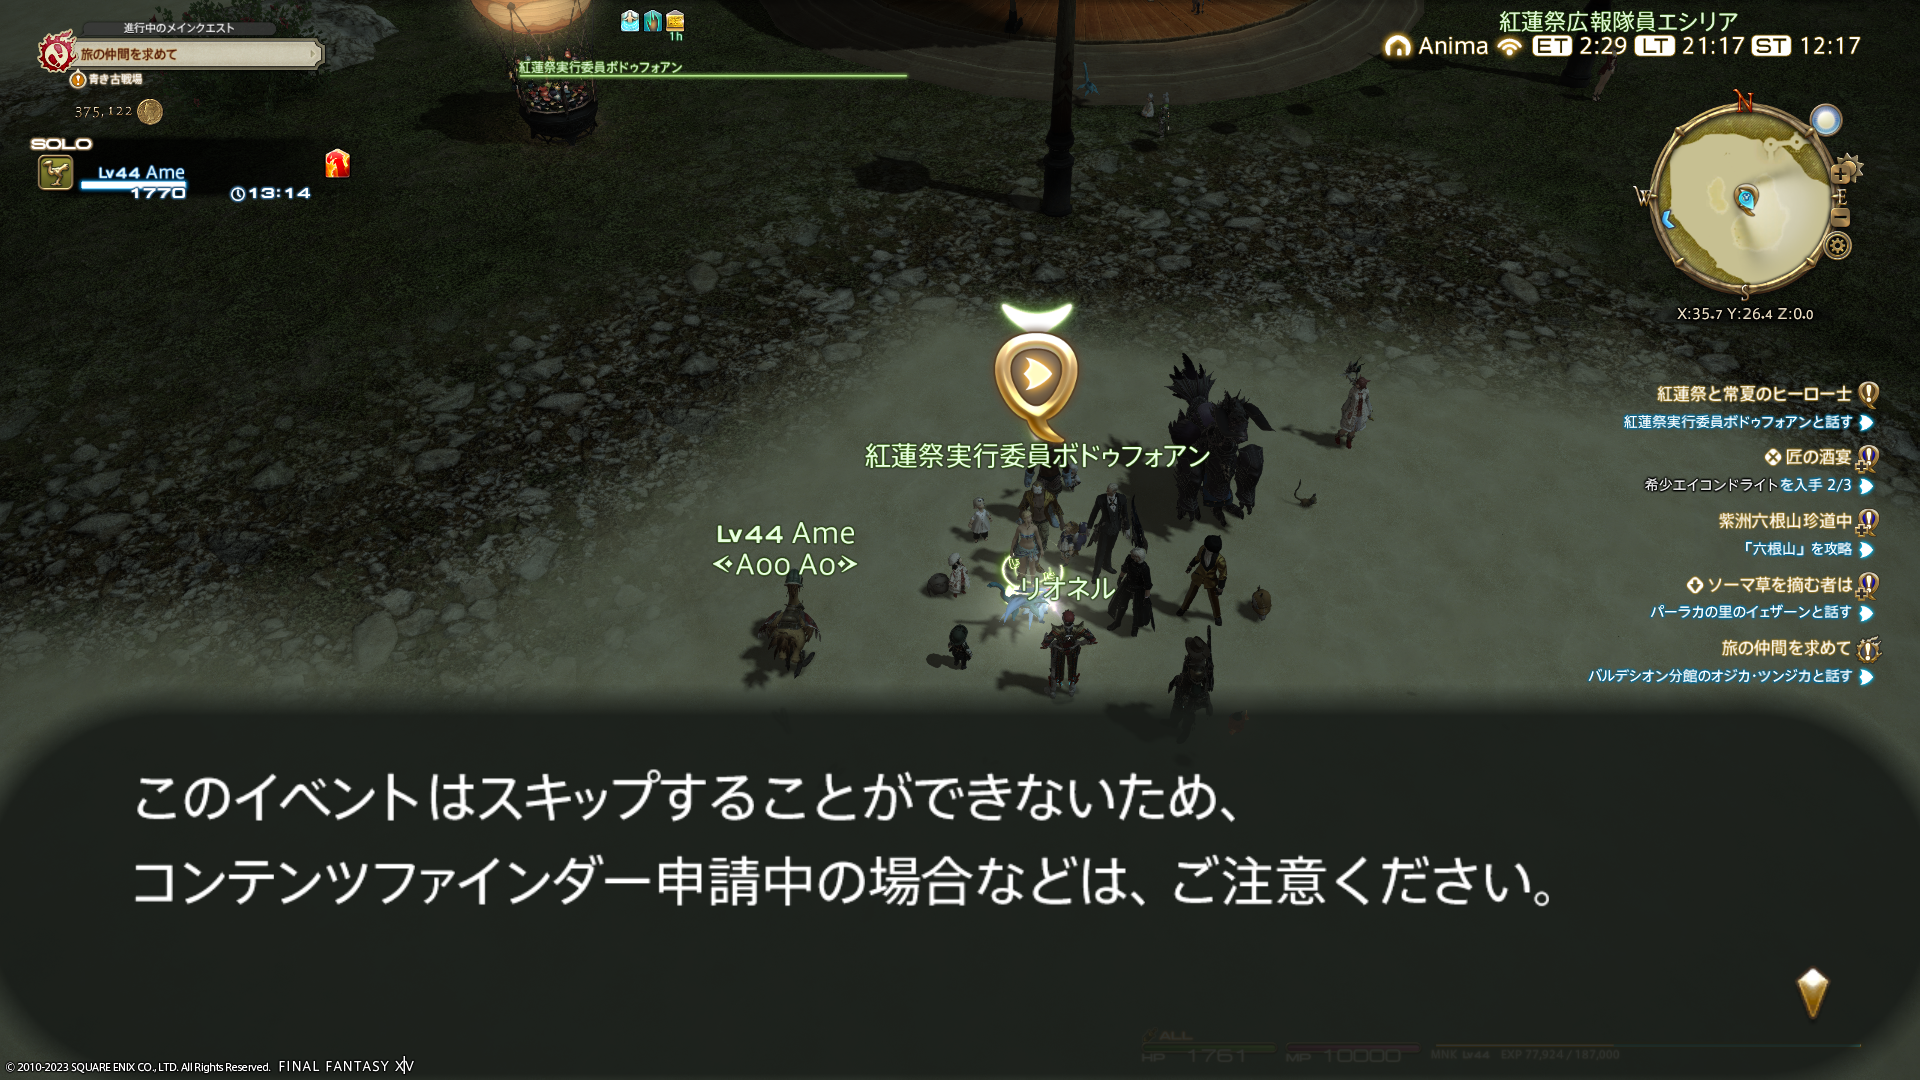 進行中のメインクエスト
旅の仲間を求めて
青き古戦場
375,122
SOLO
Lv44 Ame
1770
13:14
1h
紅蓮祭実行委員ボドゥフォアン
紅蓮祭広報隊員エシリア
Anima ET 2:29 LT 21:17 ST 12:17
N
W
E
S
X:35.7 Y:26.4 Z:0.0
紅蓮祭と常夏のヒーロー士
紅蓮祭実行委員ボドゥフォアンと話す
匠の酒宴
希少エイコンドライトを入手 2/3
紫洲六根山珍道中
「六根山」を攻略
ソーマ草を摘む者は
パーラカの里のイェザーンと話す
旅の仲間を求めて
バルデシオン分館のオジカ・ツンジカと話す
紅蓮祭実行委員ボドゥフォアン
Lv44 Ame
Aoo Ao
リオネル
このイベントはスキップすることができないため、
コンテンツファインダー申請中の場合などは、ご注意ください。
ALL
HP 1761 MP 10000 MNK Lv44 EXP 77,924 / 187,000
© 2010-2023 SQUARE ENIX CO., LTD. All Rights Reserved. FINAL FANTASY XIV